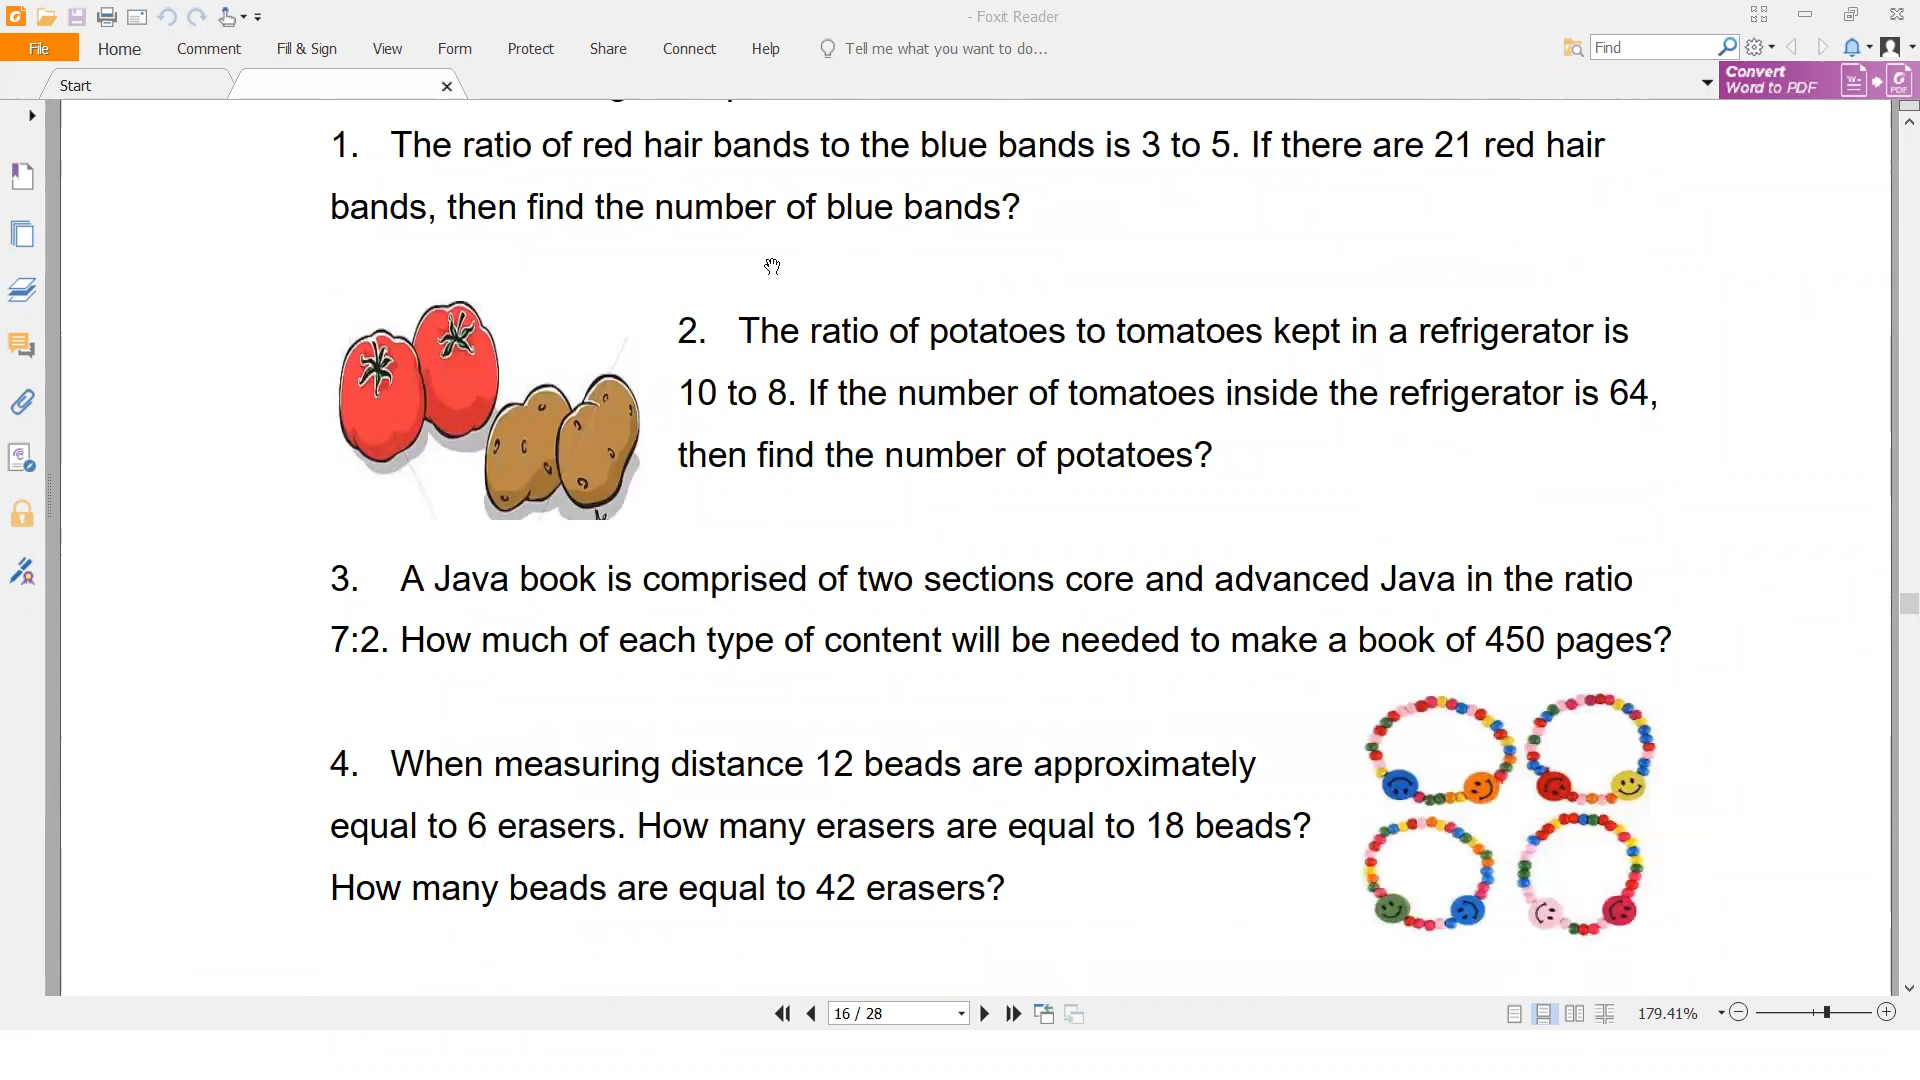 - Foxit Reader
File Home Comment Fill & Sign View Form Protect Share Connect Help Tell me what you want to do... Find
Start
Convert
Word to PDF
1. The ratio of red hair bands to the blue bands is 3 to 5. If there are 21 red hair
bands, then find the number of blue bands?
2. The ratio of potatoes to tomatoes kept in a refrigerator is
10 to 8. If the number of tomatoes inside the refrigerator is 64,
then find the number of potatoes?
3. A Java book is comprised of two sections core and advanced Java in the ratio
7:2. How much of each type of content will be needed to make a book of 450 pages?
4. When measuring distance 12 beads are approximately
equal to 6 erasers. How many erasers are equal to 18 beads?
How many beads are equal to 42 erasers?
16 / 28 179.41%